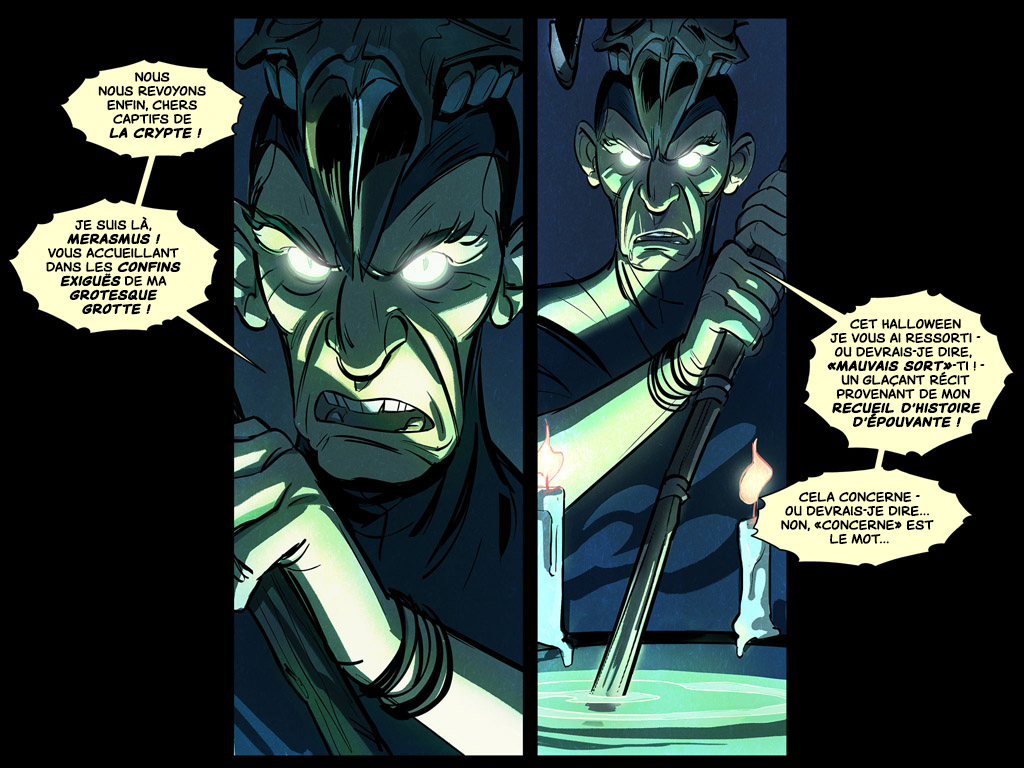 NOUS
NOUS REVOYONS
ENFIN, CHERS
CAPTIFS DE
LA CRYPTE !
JE SUIS LÀ,
MERASMUS !
VOUS ACCUEILLANT
DANS LES CONFINS
EXIGUËS DE MA
GROTESQUE
GROTTE !
CET HALLOWEEN
JE VOUS AI RESSORTI -
OU DEVRAIS-JE DIRE,
«MAUVAIS SORT»-TI ! -
UN GLAÇANT RÉCIT
PROVENANT DE MON
RECUEIL D'HISTOIRE
D'ÉPOUVANTE !
CELA CONCERNE -
OU DEVRAIS-JE DIRE...
NON, «CONCERNE» EST
LE MOT...